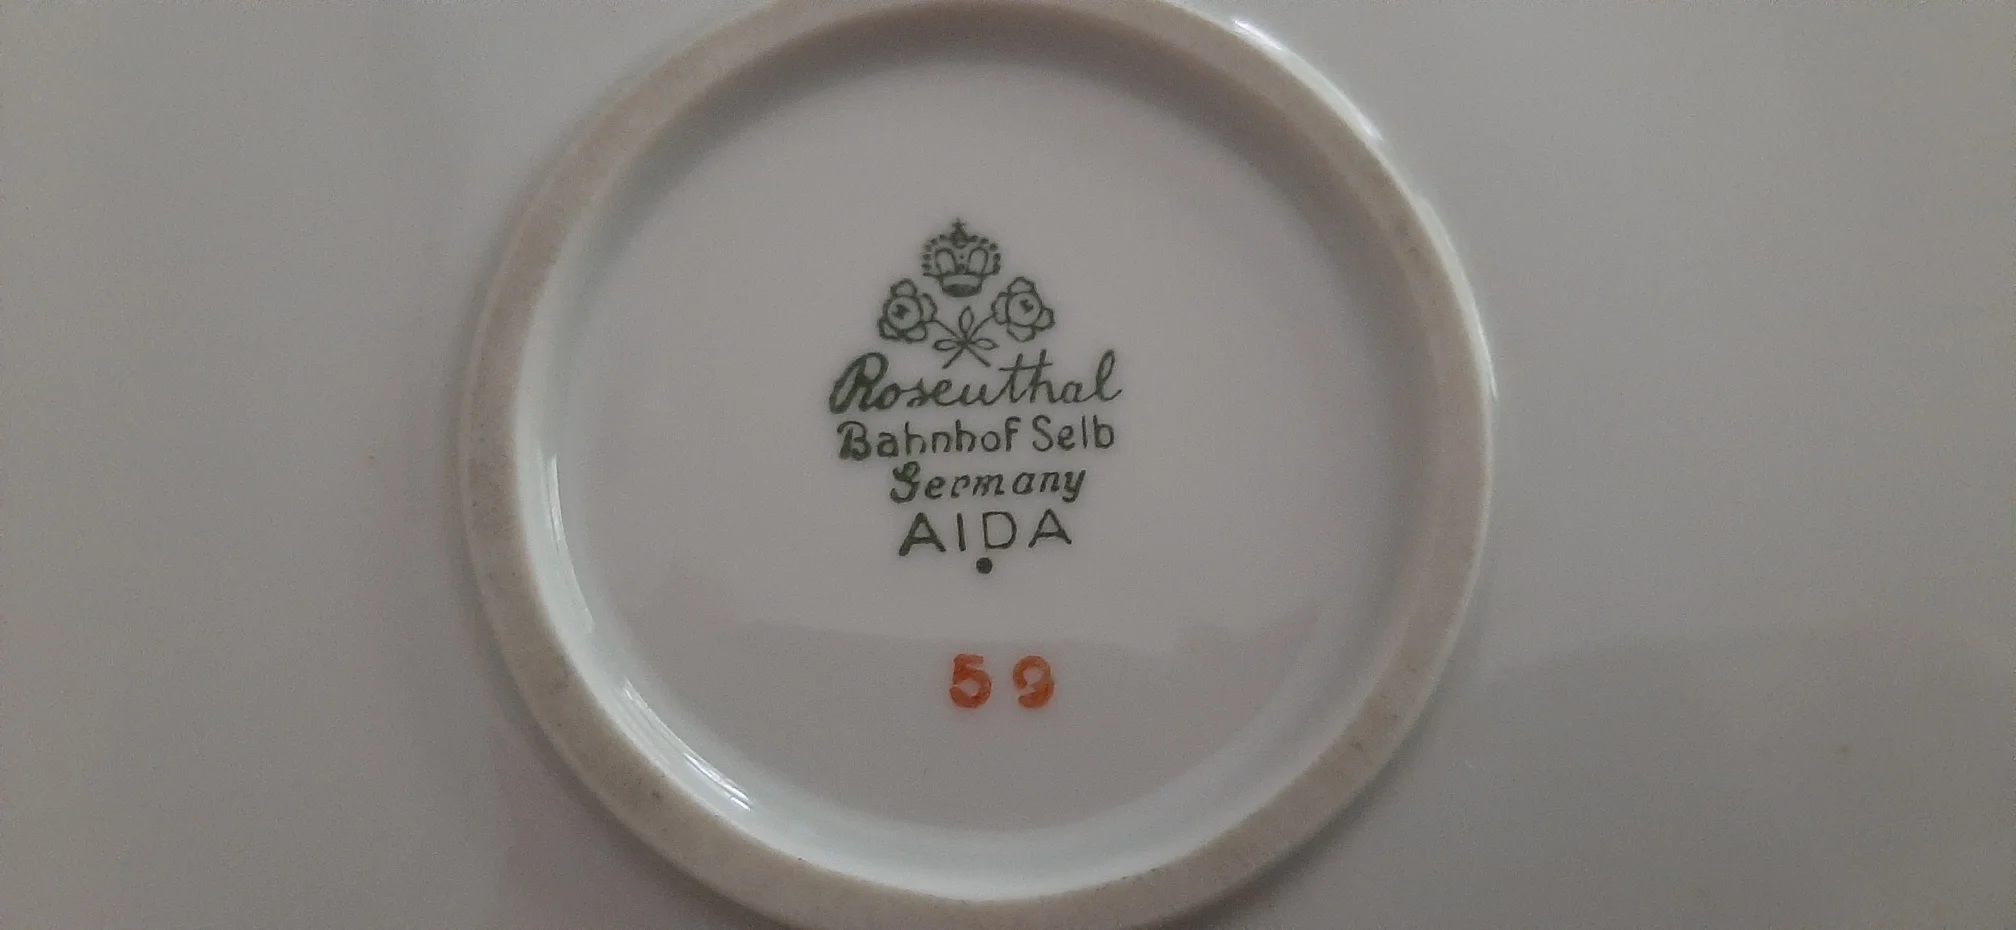 Rosenthal
Bahnhof Selb
Germany
AIDA
59